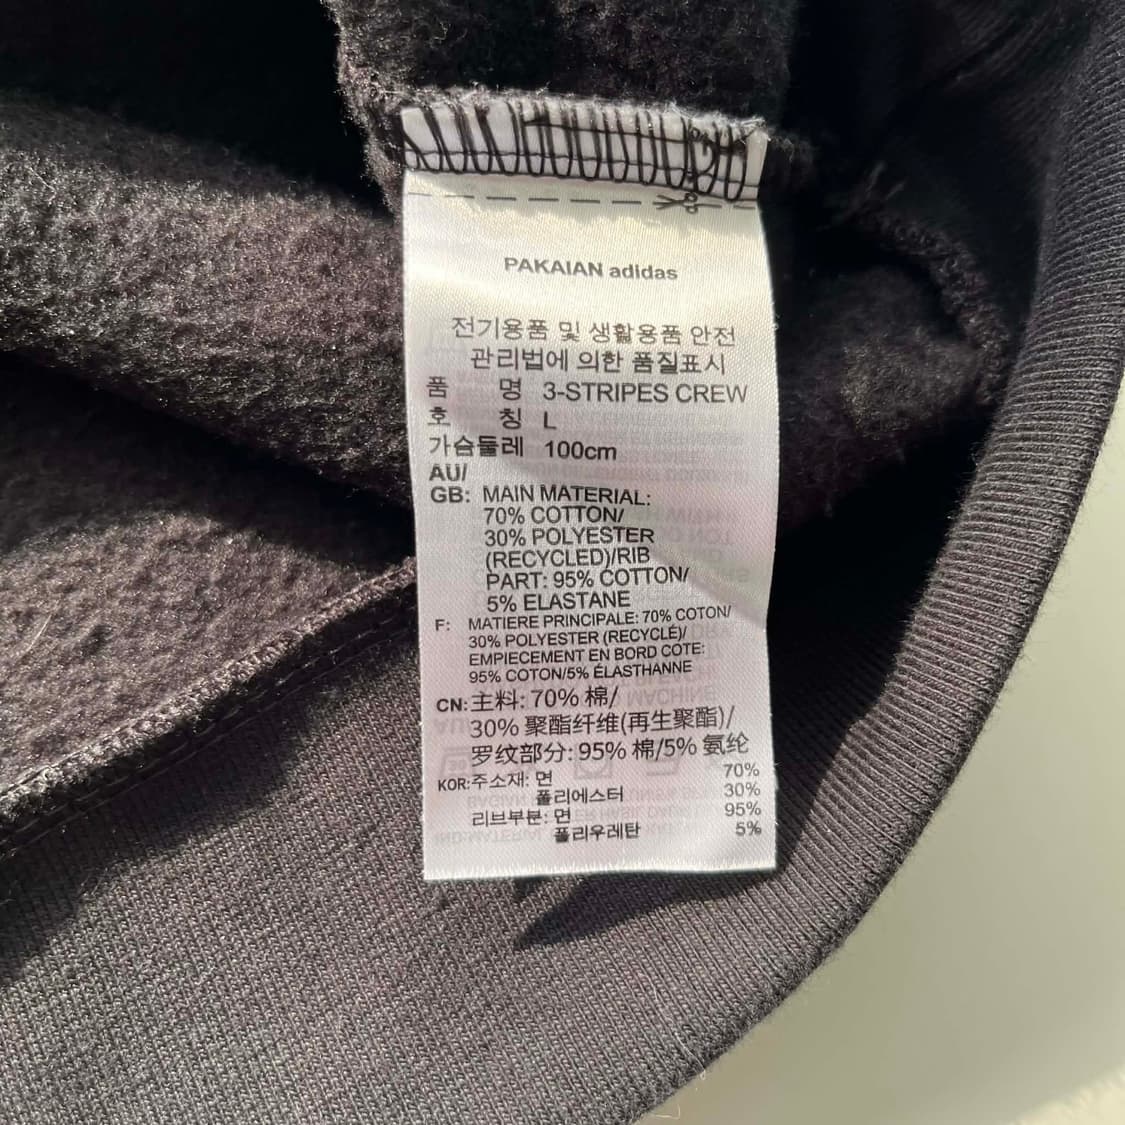 PAKAIAN adidas
전기용품 및 생활용품 안전
관리법에 의한 품질표시
품 명 3-STRIPES CREW
호 칭 L
가슴둘레 100cm
AU/
GB: MAIN MATERIAL:
70% COTTON/
30% POLYESTER
(RECYCLED)/RIB
PART: 95% COTTON/
5% ELASTANE
F: MATIERE PRINCIPALE: 70% COTON/
30% POLYESTER (RECYCLÉ)/
EMPIECEMENT EN BORD COTE:
95% COTON/5% ÉLASTHANNE
CN: 主料: 70% 棉/
30% 聚酯纤维(再生聚酯)/
罗纹部分: 95% 棉/5% 氨纶
KOR: 주소재: 면 70%
폴리에스터 30%
리브부분: 면 95%
폴리우레탄 5%